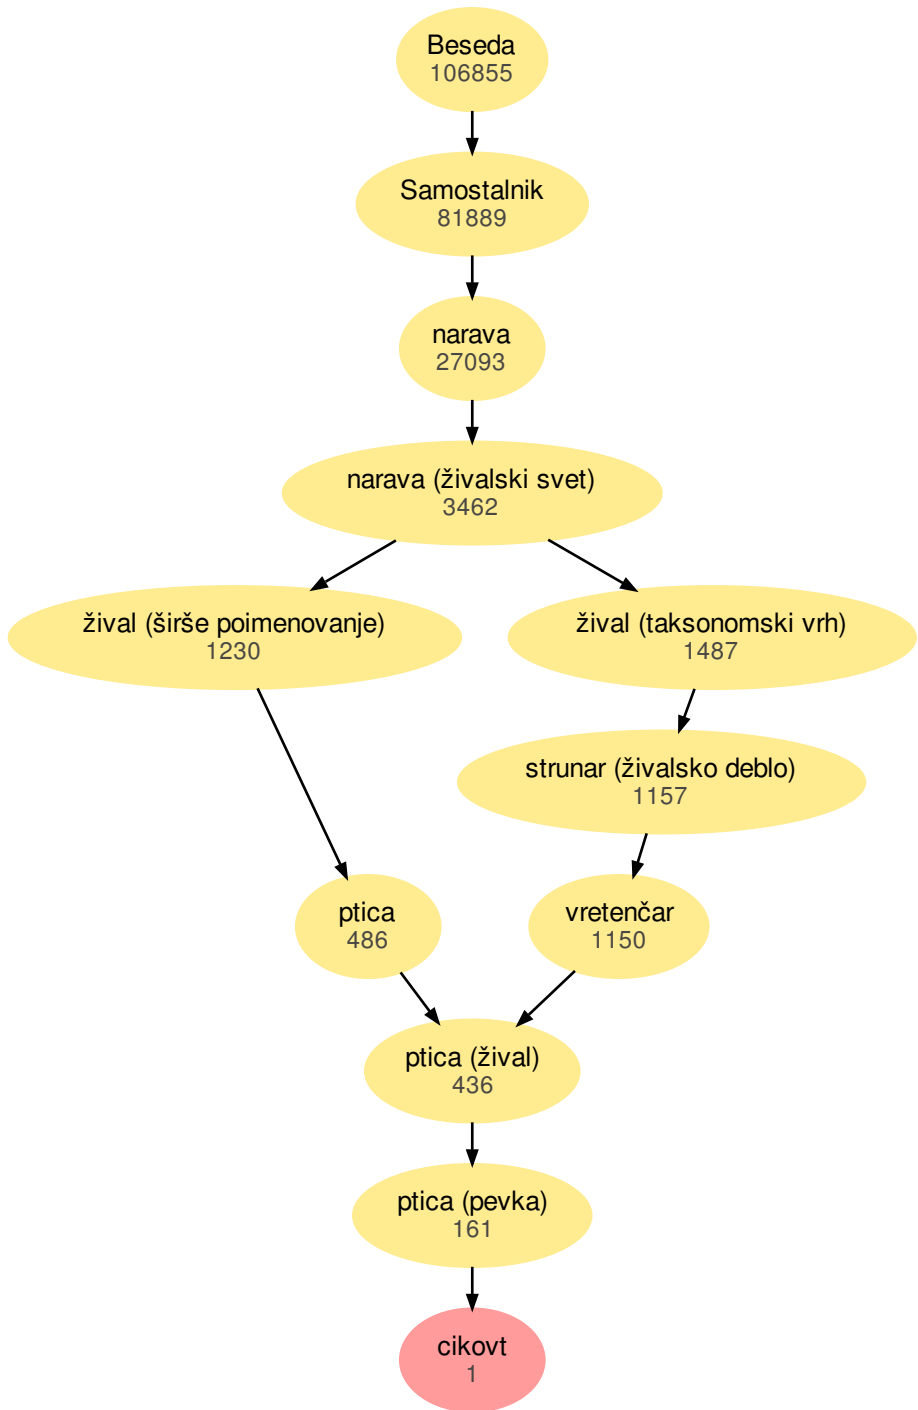 Beseda
106855
Samostalnik
81889
narava
27093
narava (živalski svet)
3462
žival (širše poimenovanje)
1230
žival (taksonomski vrh)
1487
strunar (živalsko deblo)
1157
ptica
486
vretenčar
1150
ptica (žival)
436
ptica (pevka)
161
cikovt
1